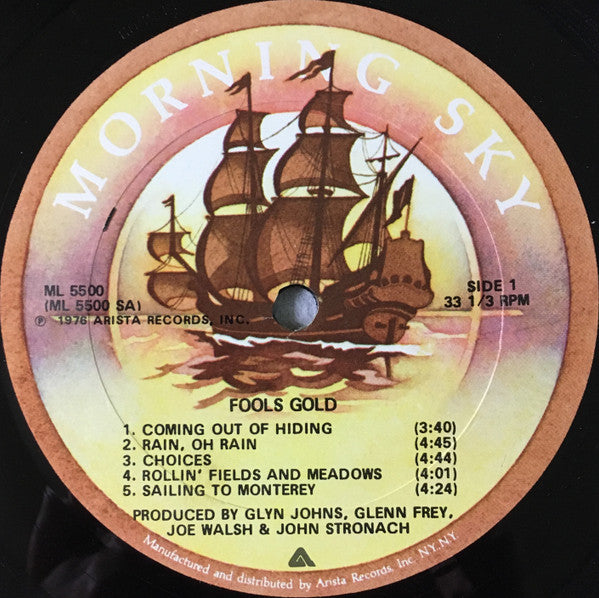 MORNING SKY
ML 5500
(ML 5500 SA)
℗ 1976 ARISTA RECORDS, INC.
SIDE 1
33 1/3 RPM
FOOLS GOLD
1. COMING OUT OF HIDING (3:40)
2. RAIN, OH RAIN (4:45)
3. CHOICES (4:44)
4. ROLLIN' FIELDS AND MEADOWS (4:01)
5. SAILING TO MONTEREY (4:24)
PRODUCED BY GLYN JOHNS, GLENN FREY,
JOE WALSH & JOHN STRONACH
Manufactured and distributed by Arista Records, Inc. N.Y. N.Y.